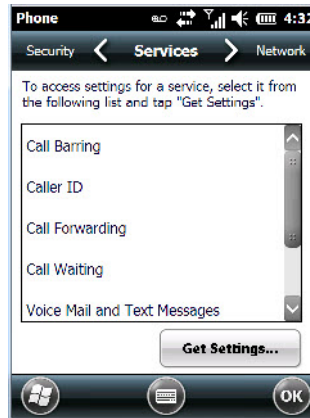 Phone 4:32
Security Services Network
To access settings for a service, select it from
the following list and tap "Get Settings".
Call Barring
Caller ID
Call Forwarding
Call Waiting
Voice Mail and Text Messages
Get Settings...
OK